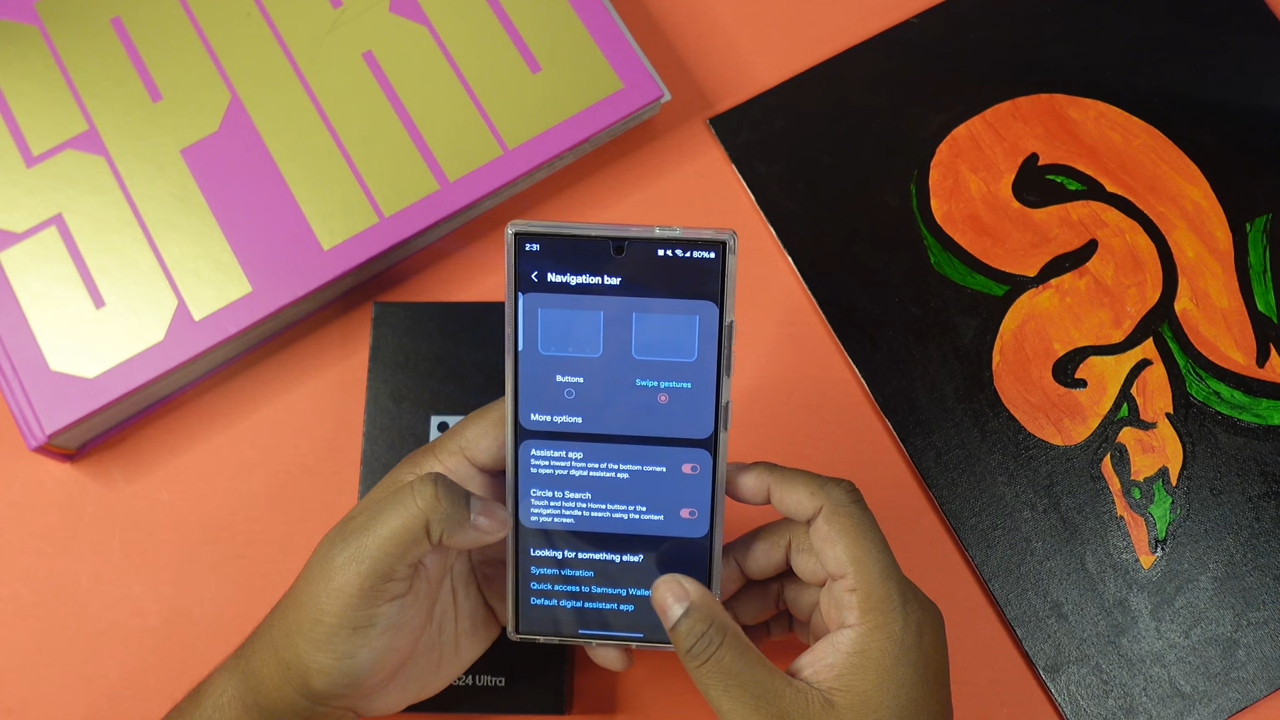 2:31
80%
Navigation bar
Buttons
Swipe gestures
More options
Assistant app
Swipe inward from one of the bottom corners
to open your digital assistant app.
Circle to Search
Touch and hold the Home button or the
navigation handle to search using the content
on your screen.
Looking for something else?
System vibration
Quick access to Samsung Wallet
Default digital assistant app
S24 Ultra